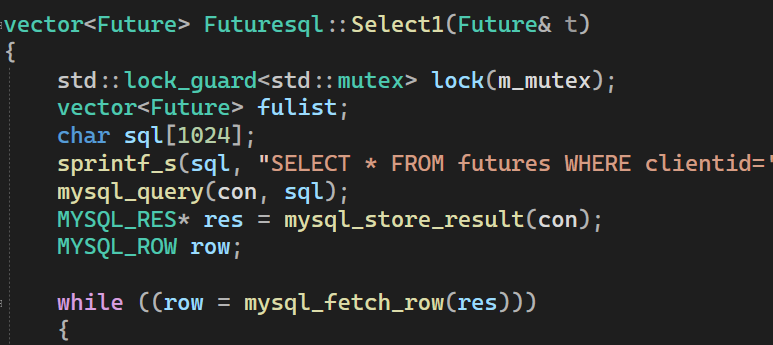 vector<Future> Futuresql::Select1(Future& t)
{
    std::lock_guard<std::mutex> lock(m_mutex);
    vector<Future> fulist;
    char sql[1024];
    sprintf_s(sql, "SELECT * FROM futures WHERE clientid='
    mysql_query(con, sql);
    MYSQL_RES* res = mysql_store_result(con);
    MYSQL_ROW row;

    while ((row = mysql_fetch_row(res)))
    {